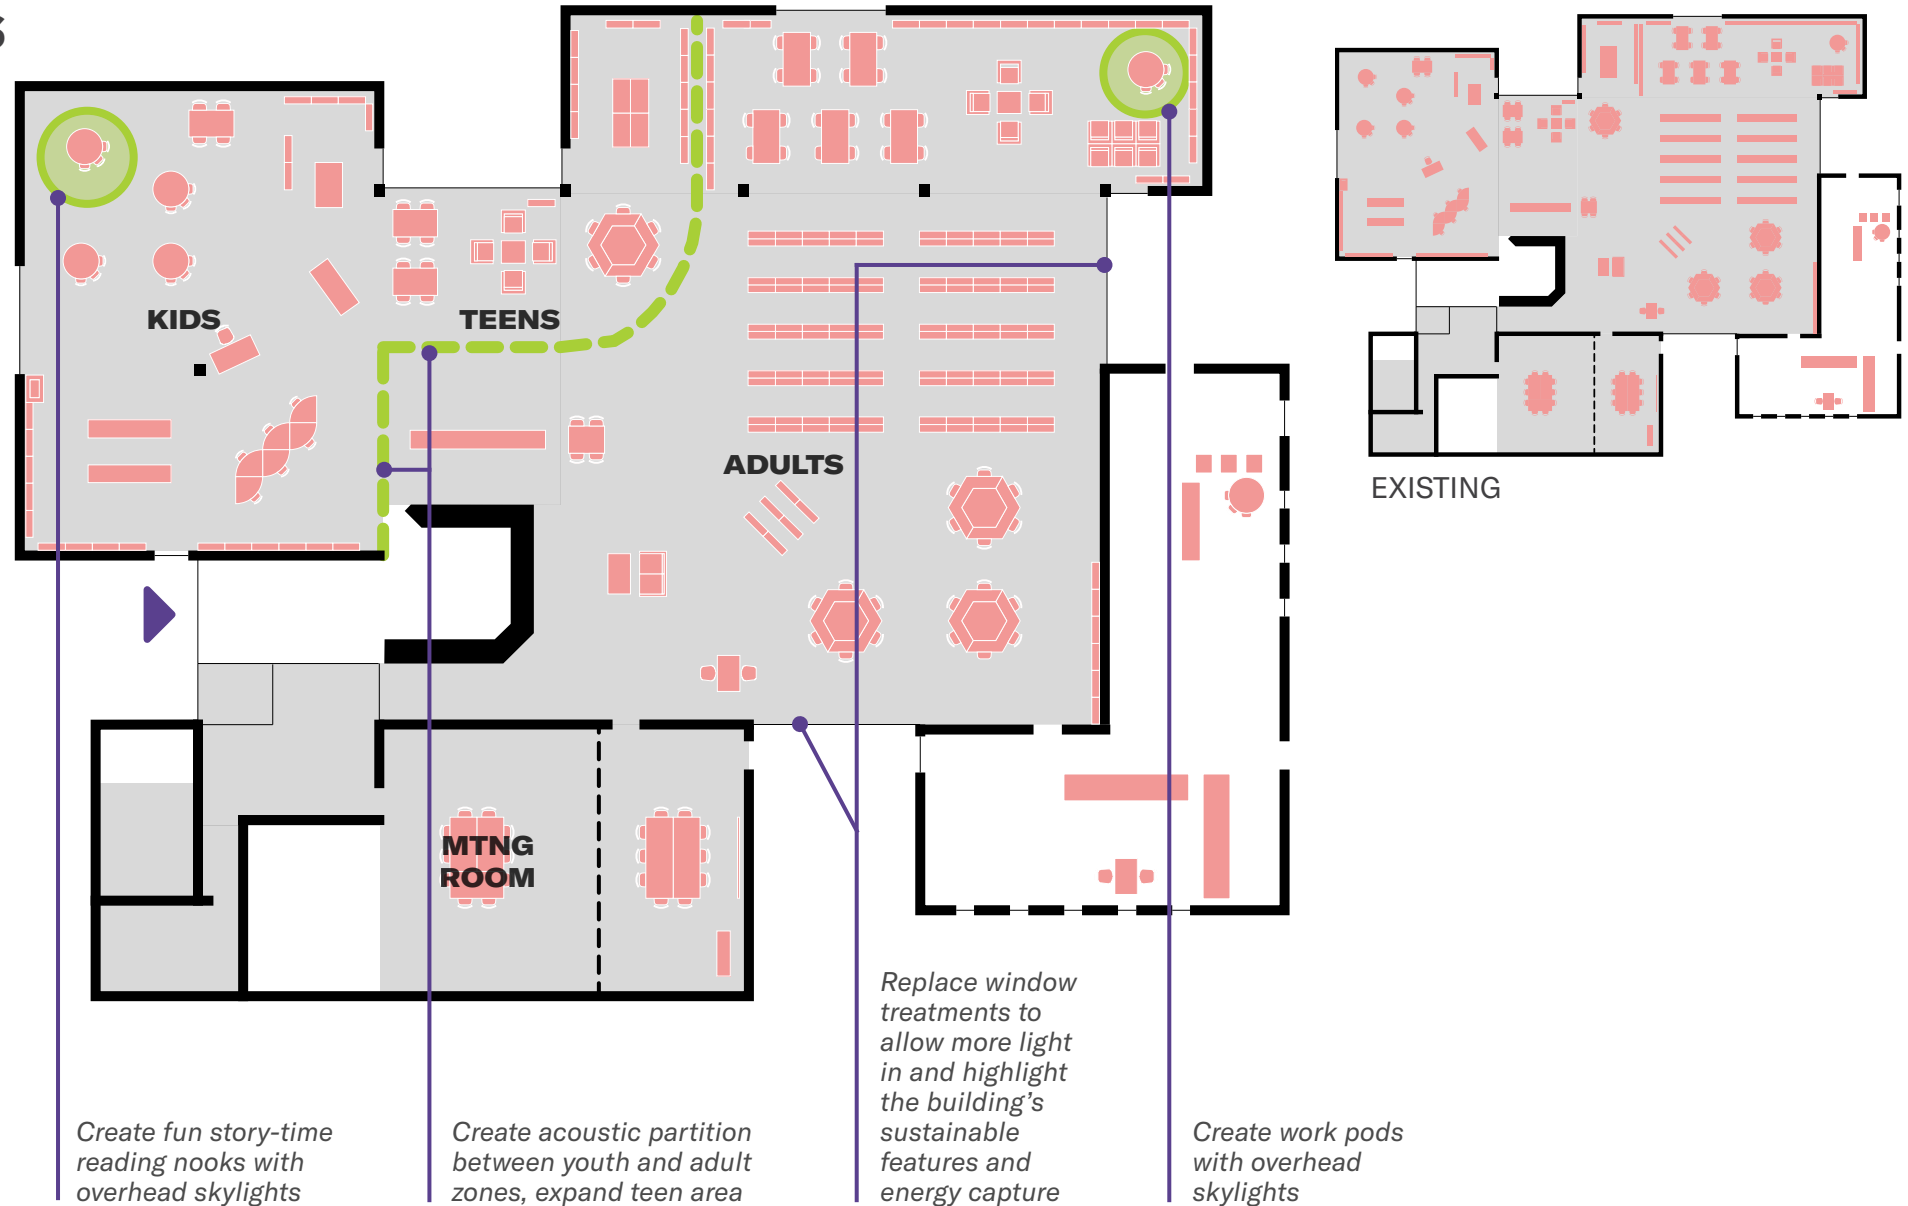 S
KIDS
TEENS
ADULTS
MTNG
ROOM
EXISTING
Create fun story-time
reading nooks with
overhead skylights
Create acoustic partition
between youth and adult
zones, expand teen area
Replace window
treatments to
allow more light
in and highlight
the building’s
sustainable
features and
energy capture
Create work pods
with overhead
skylights